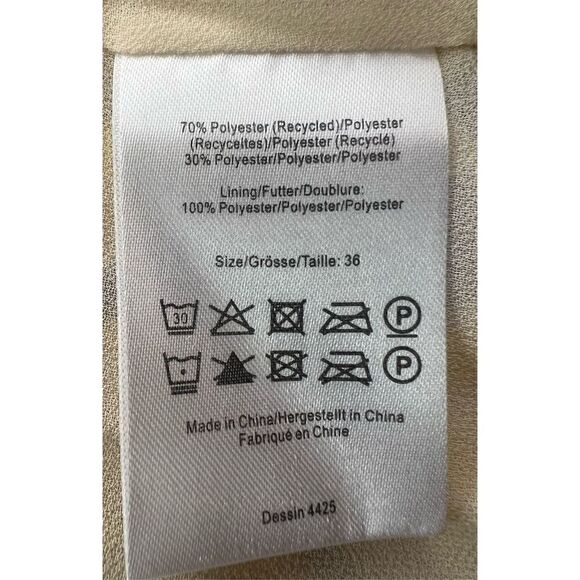 70% Polyester (Recycled)/Polyester
(Recyceltes)/Polyester (Recyclé)
30% Polyester/Polyester/Polyester
Lining/Futter/Doublure:
100% Polyester/Polyester/Polyester
Size/Grösse/Taille: 36
30 P
P
Made in China/Hergestellt in China
Fabriqué en Chine
Dessin 4425